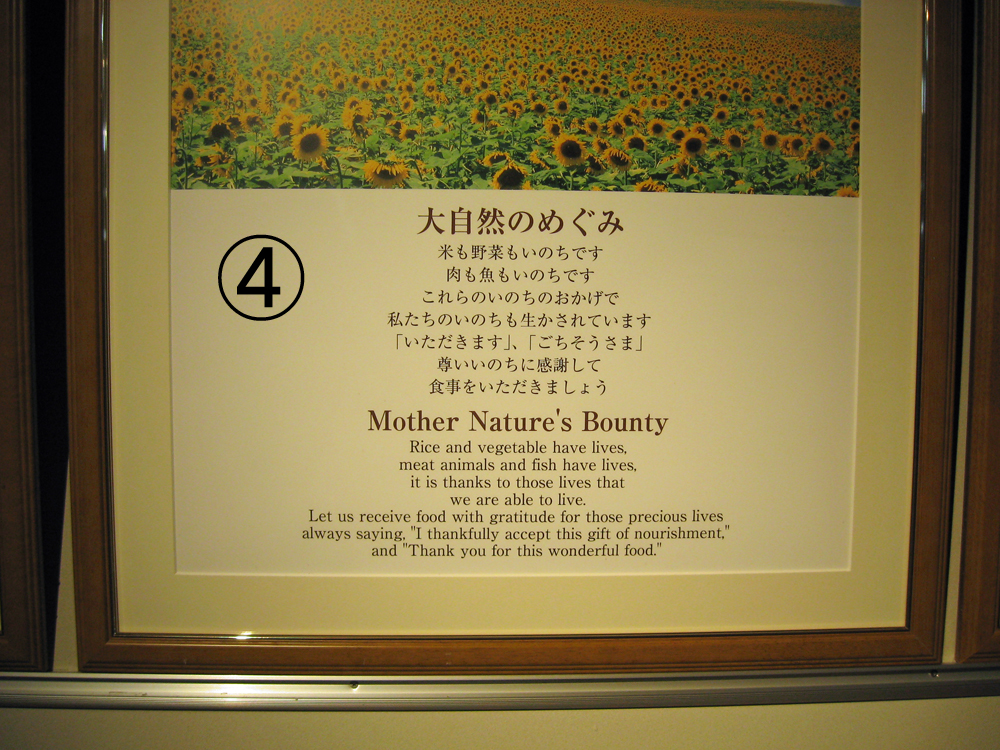 ④
大自然のめぐみ
米も野菜もいのちです
肉も魚もいのちです
これらのいのちのおかげで
私たちのいのちも生かされています
「いただきます」、「ごちそうさま」
尊いいのちに感謝して
食事をいただきましょう
Mother Nature's Bounty
Rice and vegetable have lives,
meat animals and fish have lives,
it is thanks to those lives that
we are able to live.
Let us receive food with gratitude for those precious lives
always saying, "I thankfully accept this gift of nourishment,"
and "Thank you for this wonderful food."